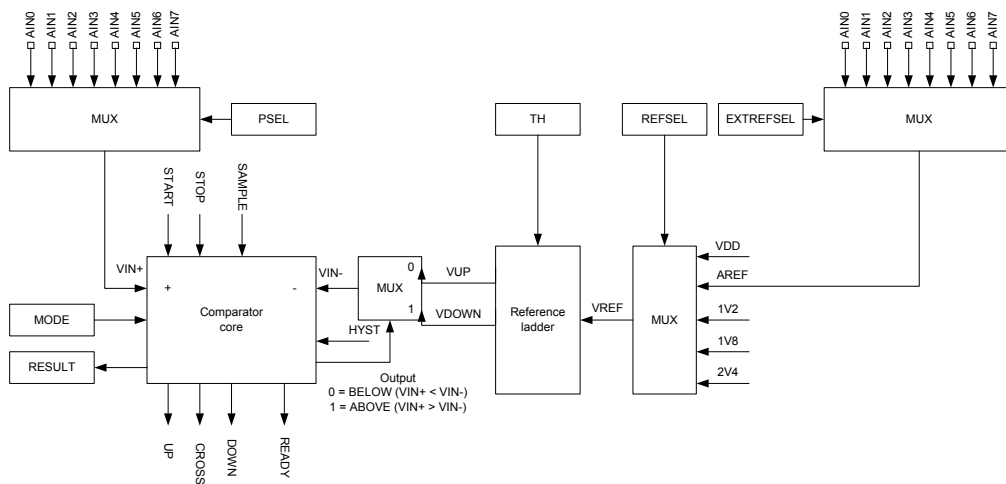 AIN0 AIN1 AIN2 AIN3 AIN4 AIN5 AIN6 AIN7
AIN0 AIN1 AIN2 AIN3 AIN4 AIN5 AIN6 AIN7
MUX
PSEL
TH
REFSEL
EXTREFSEL
MUX
START
STOP
SAMPLE
VIN+
+
-
Comparator
core
VIN-
MUX
0
1
VUP
VDOWN
HYST
Reference
ladder
VREF
MUX
VDD
AREF
1V2
1V8
2V4
MODE
RESULT
Output
0 = BELOW (VIN+ < VIN-)
1 = ABOVE (VIN+ > VIN-)
UP
CROSS
DOWN
READY